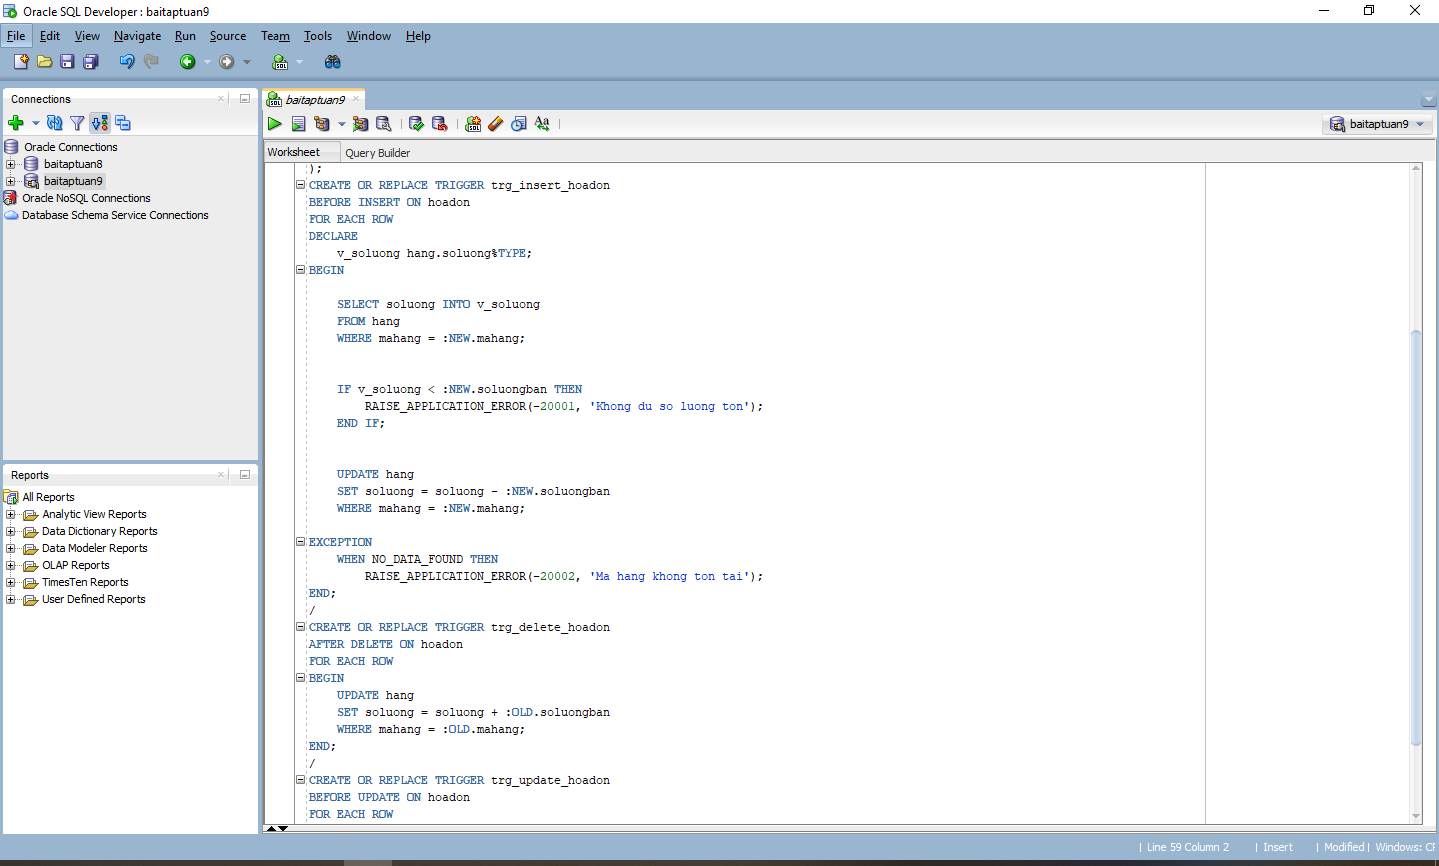 Oracle SQL Developer : baitaptuan9
File Edit View Navigate Run Source Team Tools Window Help
Connections
Oracle Connections
baitaptuan8
baitaptuan9
Oracle NoSQL Connections
Database Schema Service Connections
Reports
All Reports
Analytic View Reports
Data Dictionary Reports
Data Modeler Reports
OLAP Reports
TimesTen Reports
User Defined Reports
baitaptuan9
baitaptuan9
Worksheet Query Builder
);
CREATE OR REPLACE TRIGGER trg_insert_hoadon
BEFORE INSERT ON hoadon
FOR EACH ROW
DECLARE
v_soluong hang.soluong%TYPE;
BEGIN
SELECT soluong INTO v_soluong
FROM hang
WHERE mahang = :NEW.mahang;
IF v_soluong < :NEW.soluongban THEN
RAISE_APPLICATION_ERROR(-20001, 'Khong du so luong ton');
END IF;
UPDATE hang
SET soluong = soluong - :NEW.soluongban
WHERE mahang = :NEW.mahang;
EXCEPTION
WHEN NO_DATA_FOUND THEN
RAISE_APPLICATION_ERROR(-20002, 'Ma hang khong ton tai');
END;
/
CREATE OR REPLACE TRIGGER trg_delete_hoadon
AFTER DELETE ON hoadon
FOR EACH ROW
BEGIN
UPDATE hang
SET soluong = soluong + :OLD.soluongban
WHERE mahang = :OLD.mahang;
END;
/
CREATE OR REPLACE TRIGGER trg_update_hoadon
BEFORE UPDATE ON hoadon
FOR EACH ROW
| Line 59 Column 2 | Insert | Modified | Windows: CF